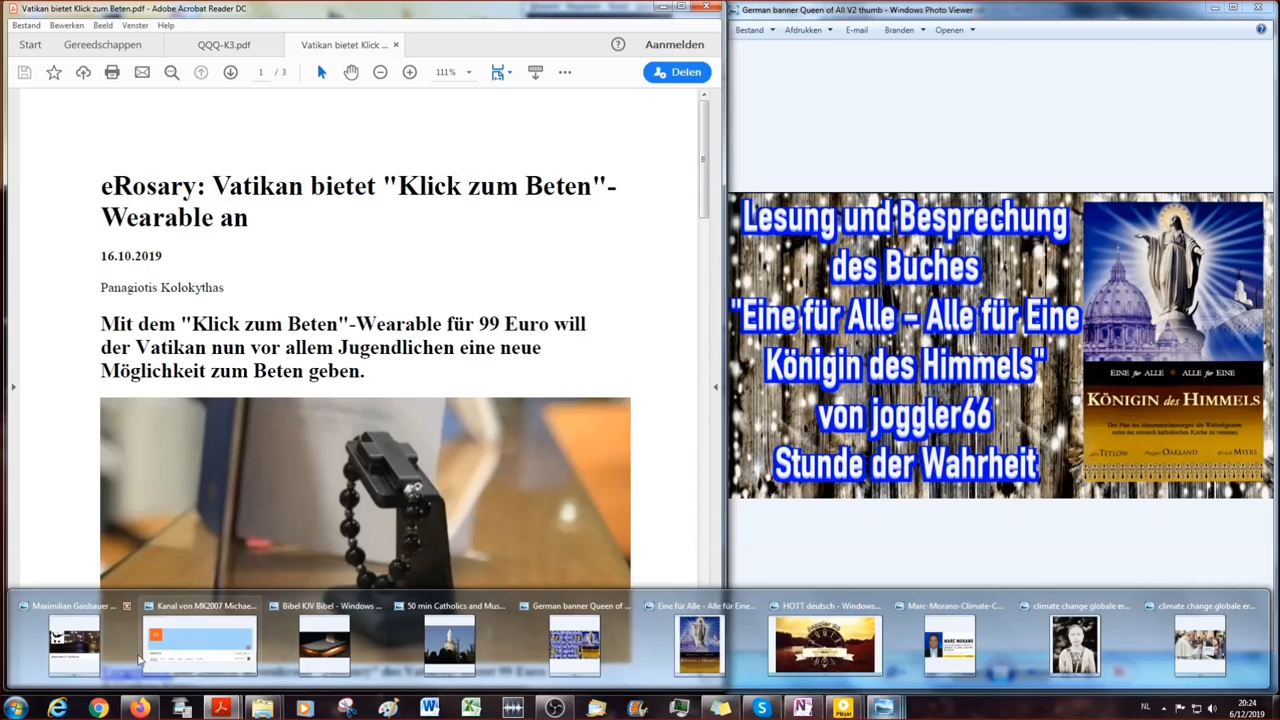 Vatikan bietet Klick zum Beten.pdf - Adobe Acrobat Reader DC
Bestand Bewerken Beeld Venster Help
Start Gereedschappen QQQ-K3.pdf Vatikan bietet Klick ... × Aanmelden
1 / 3 111% Delen
eRosary: Vatikan bietet "Klick zum Beten"-
Wearable an
16.10.2019
Panagiotis Kolokythas
Mit dem "Klick zum Beten"-Wearable für 99 Euro will
der Vatikan nun vor allem Jugendlichen eine neue
Möglichkeit zum Beten geben.
German banner Queen of All V2 thumb - Windows Photo Viewer
Bestand Afdrukken E-mail Branden Openen
Lesung und Besprechung
des Buches
"Eine für Alle - Alle für Eine
Königin des Himmels"
von joggler66
Stunde der Wahrheit
EINE für ALLE ALLE für EINE
KÖNIGIN des HIMMELS
TETLOW Roger OAKLAND MYERS
Maximilian Gaisbauer ... Kanal von MK2007 Michae... Bibel KJV Bibel - Windows ... 50 min Catholics and Mus... German banner Queen of ... Eine für Alle - Alle für Eine... HOTT deutsch - Windows... Marc-Morano-Climate-C... climate change globale er... climate change globale er...
MARC MORANO
NL 20:24
6/12/2019